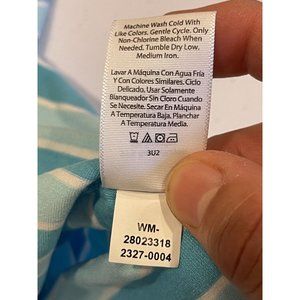 Machine Wash Cold With
Like Colors. Gentle Cycle. Only
Non-Chlorine Bleach When
Needed. Tumble Dry Low.
Medium Iron.
Lavar A Máquina Con Agua Fría
Y Con Colores Similares. Ciclo
Delicado. Usar Solamente
Blanqueador Sin Cloro Cuando
Se Necesite. Secar En Máquina
A Temperatura Baja. Planchar
A Temperatura Media.
3U2
WM-
28023318
2327-0004